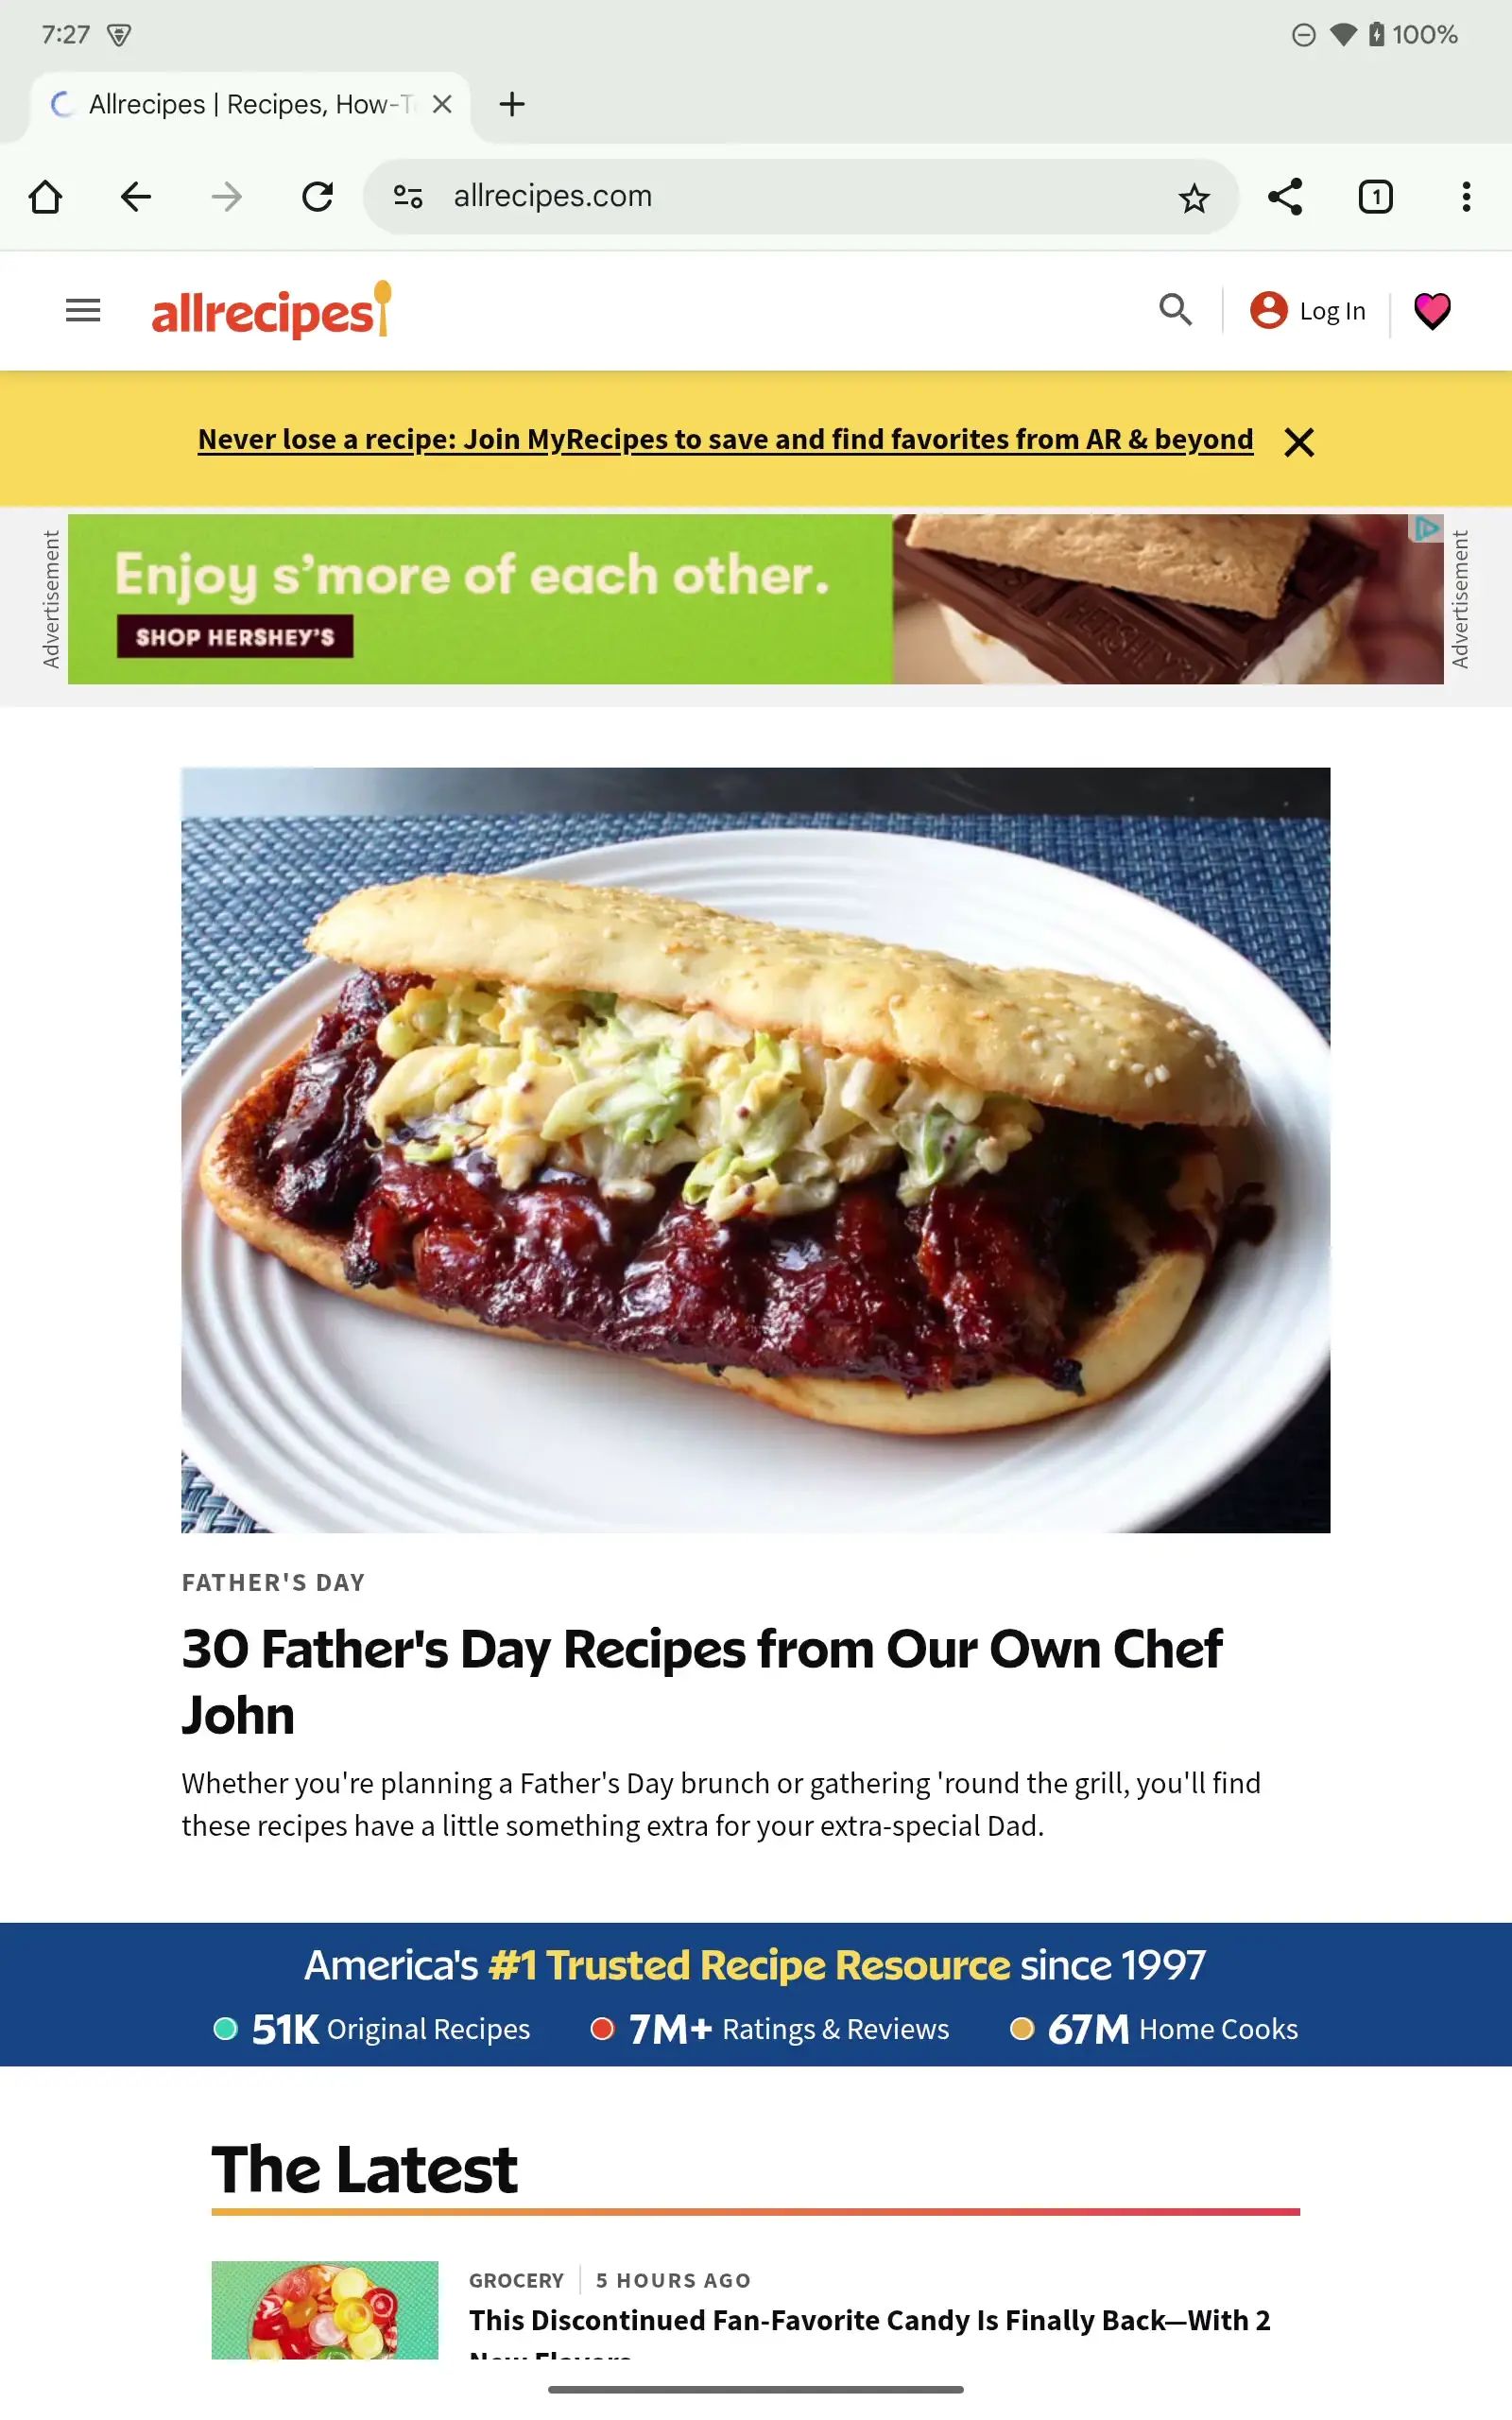 7:27
100%
Allrecipes | Recipes, How-T
allrecipes.com
1
allrecipes
Log In
Never lose a recipe: Join MyRecipes to save and find favorites from AR & beyond
Advertisement
Enjoy s'more of each other.
SHOP HERSHEY'S
HERSHEY'S
Advertisement
FATHER'S DAY
30 Father's Day Recipes from Our Own Chef
John
Whether you're planning a Father's Day brunch or gathering 'round the grill, you'll find
these recipes have a little something extra for your extra-special Dad.
America's #1 Trusted Recipe Resource since 1997
51K Original Recipes 7M+ Ratings & Reviews 67M Home Cooks
The Latest
GROCERY 5 HOURS AGO
This Discontinued Fan-Favorite Candy Is Finally Back—With 2
New Flavors